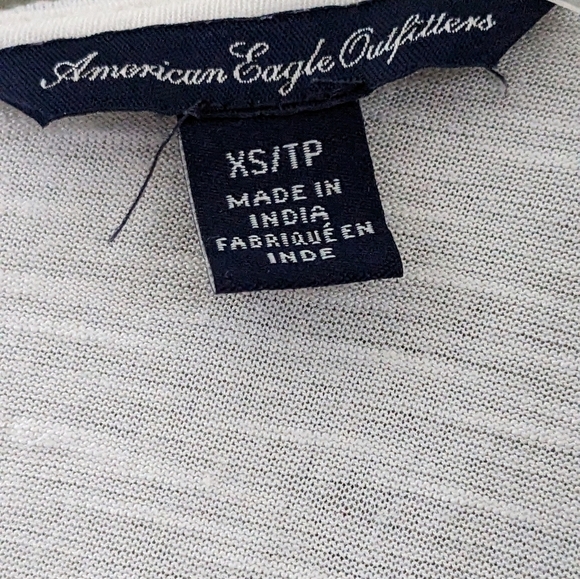 American Eagle Outfitters
XS/TP
MADE IN
INDIA
FABRIQUÉ EN
INDE